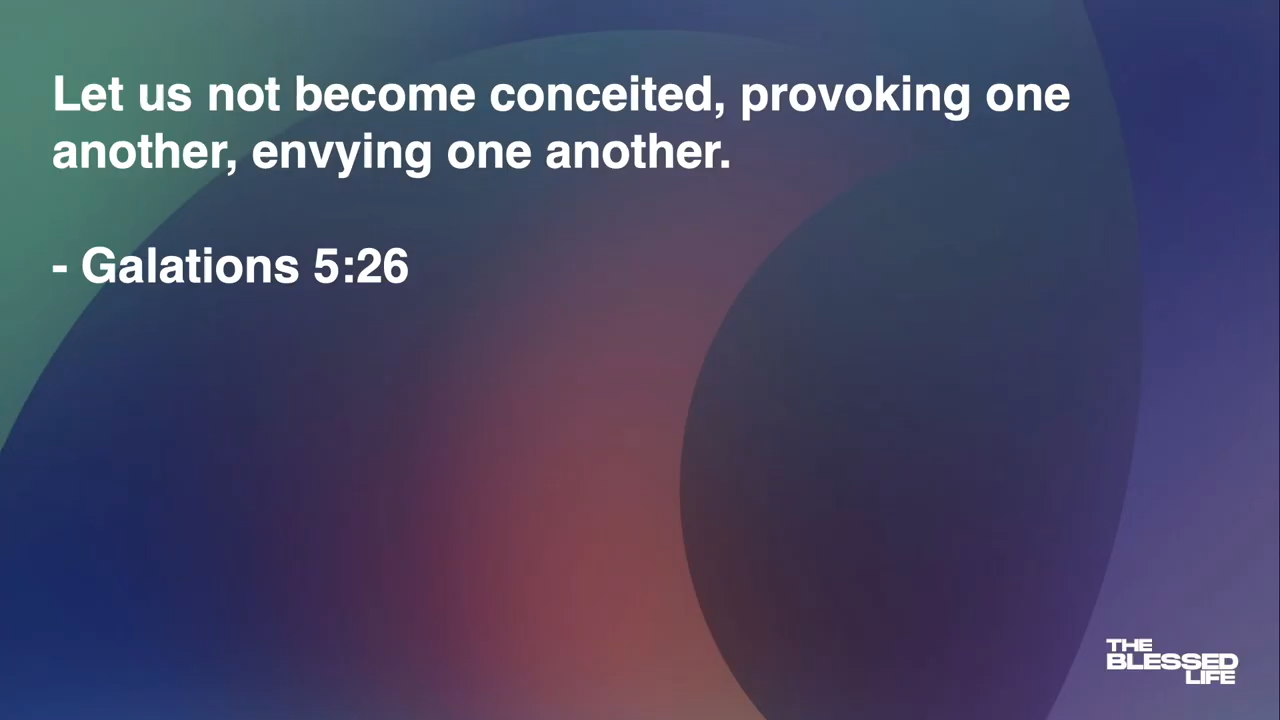 Let us not become conceited, provoking one
another, envying one another.
- Galations 5:26
THE
BLESSED
LIFE